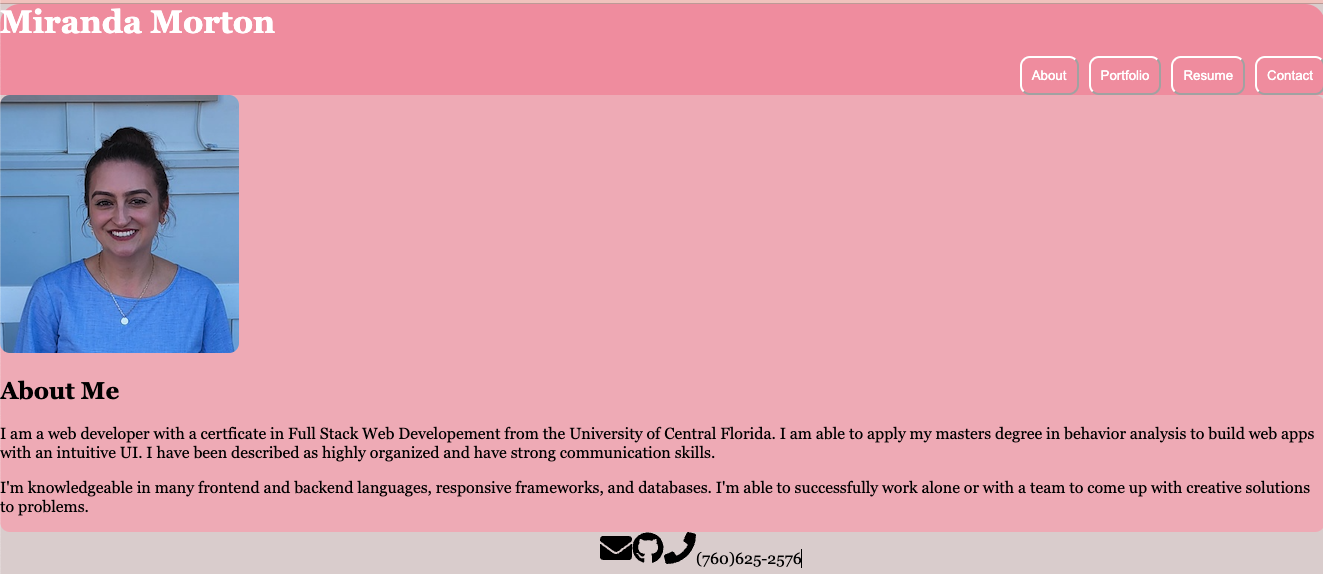 Miranda Morton
About Portfolio Resume Contact
About Me
I am a web developer with a certficate in Full Stack Web Developement from the University of Central Florida. I am able to apply my masters degree in behavior analysis to build web apps
with an intuitive UI. I have been described as highly organized and have strong communication skills.
I'm knowledgeable in many frontend and backend languages, responsive frameworks, and databases. I'm able to successfully work alone or with a team to come up with creative solutions
to problems.
(760)625-2576